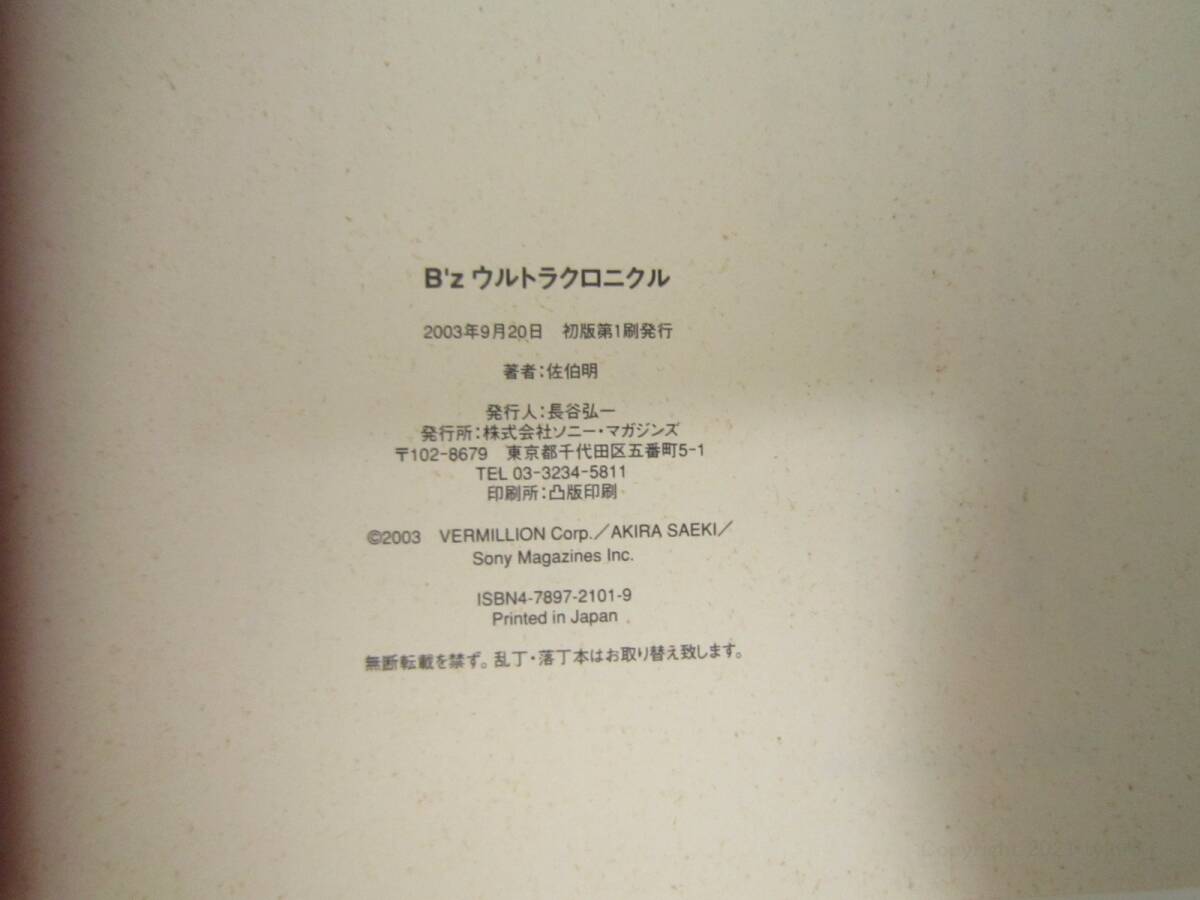 B'z ウルトラクロニクル
2003年9月20日　初版第1刷発行
著者：佐伯明
発行人：長谷弘一
発行所：株式会社ソニー・マガジンズ
〒102-8679　東京都千代田区五番町5-1
TEL 03-3234-5811
印刷所：凸版印刷
©2003　VERMILLION Corp.／AKIRA SAEKI／
Sony Magazines Inc.
ISBN4-7897-2101-9
Printed in Japan
無断転載を禁ず。乱丁・落丁本はお取り替え致します。
Copyright 2021